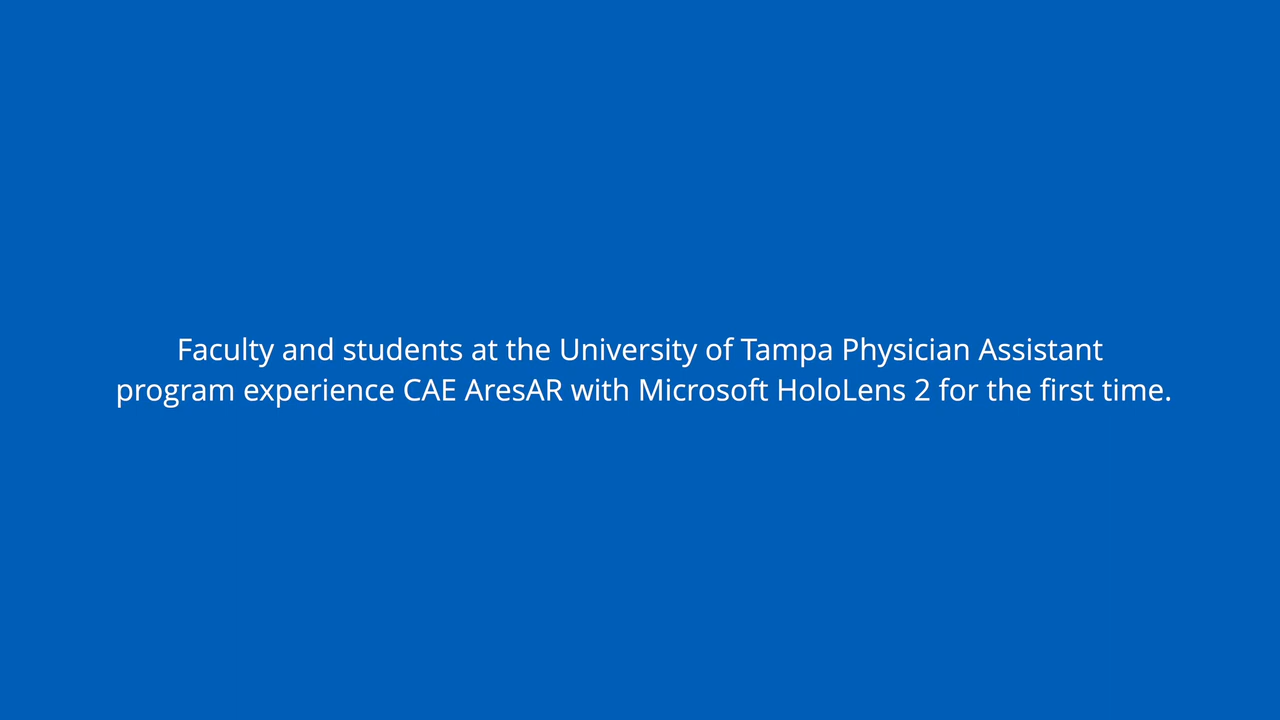 Faculty and students at the University of Tampa Physician Assistant
program experience CAE AresAR with Microsoft HoloLens 2 for the first time.